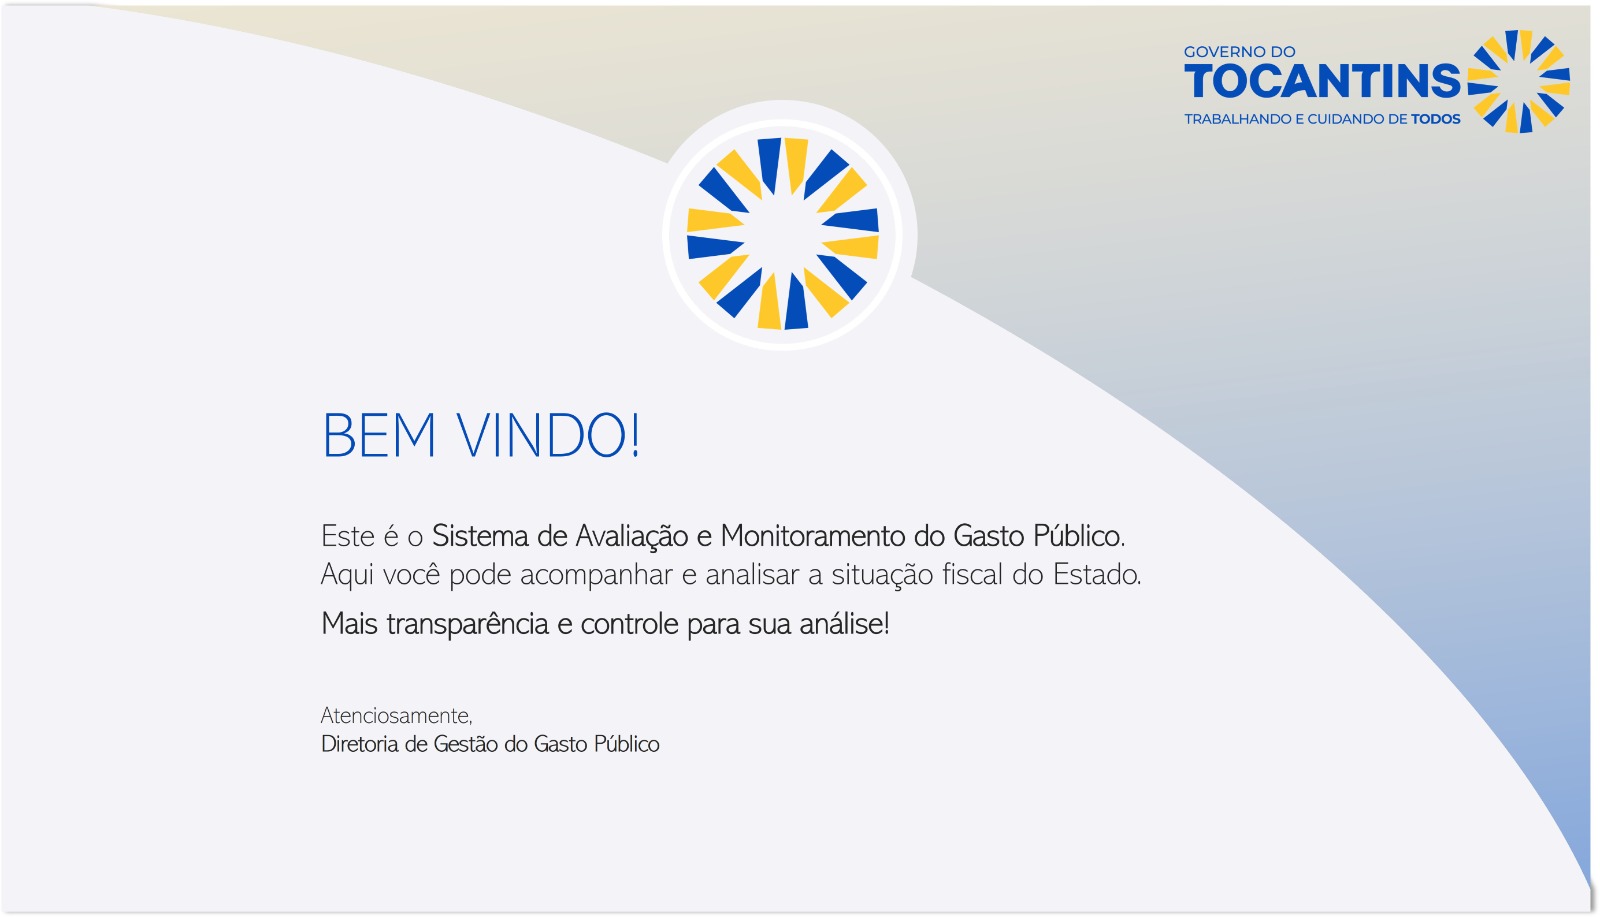 GOVERNO DO
TOCANTINS
TRABALHANDO E CUIDANDO DE TODOS
BEM VINDO!
Este é o Sistema de Avaliação e Monitoramento do Gasto Público.
Aqui você pode acompanhar e analisar a situação fiscal do Estado.
Mais transparência e controle para sua análise!
Atenciosamente,
Diretoria de Gestão do Gasto Público